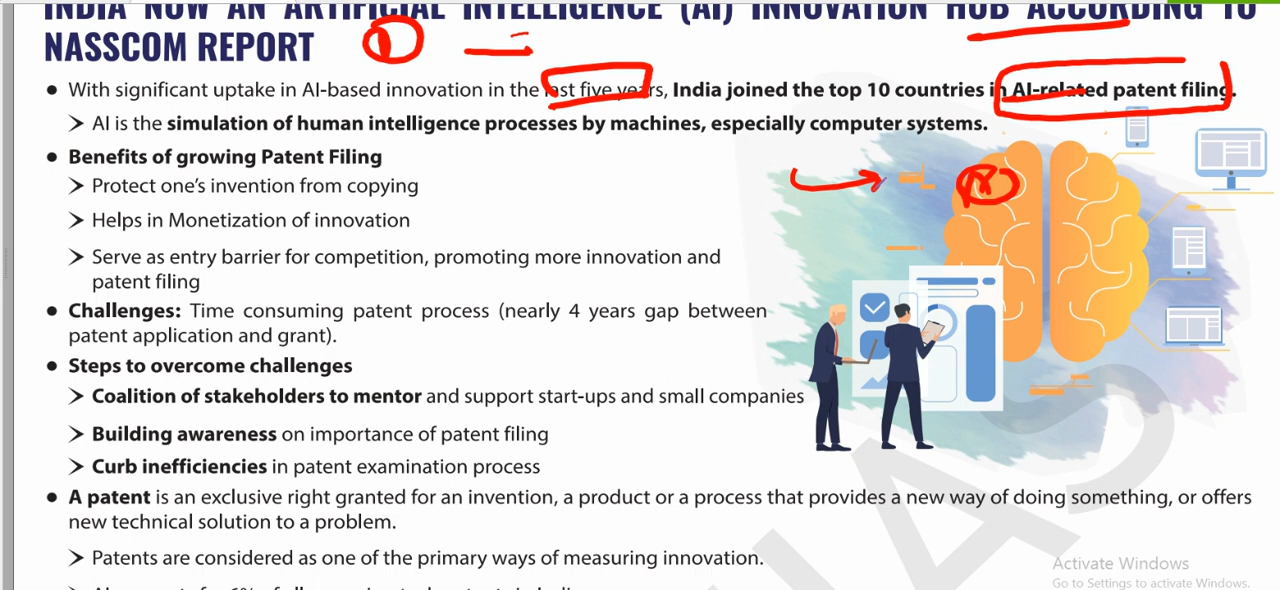 INDIA NOW AN ARTIFICIAL INTELLIGENCE (AI) INNOVATION HUB ACCORDING TO
NASSCOM REPORT
• With significant uptake in AI-based innovation in the last five years, India joined the top 10 countries in AI-related patent filing.
➤ AI is the simulation of human intelligence processes by machines, especially computer systems.
• Benefits of growing Patent Filing
➤ Protect one’s invention from copying
➤ Helps in Monetization of innovation
➤ Serve as entry barrier for competition, promoting more innovation and
patent filing
• Challenges: Time consuming patent process (nearly 4 years gap between
patent application and grant).
• Steps to overcome challenges
➤ Coalition of stakeholders to mentor and support start-ups and small companies
➤ Building awareness on importance of patent filing
➤ Curb inefficiencies in patent examination process
• A patent is an exclusive right granted for an invention, a product or a process that provides a new way of doing something, or offers
new technical solution to a problem.
➤ Patents are considered as one of the primary ways of measuring innovation.
IAS
Activate Windows
Go to Settings to activate Windows.